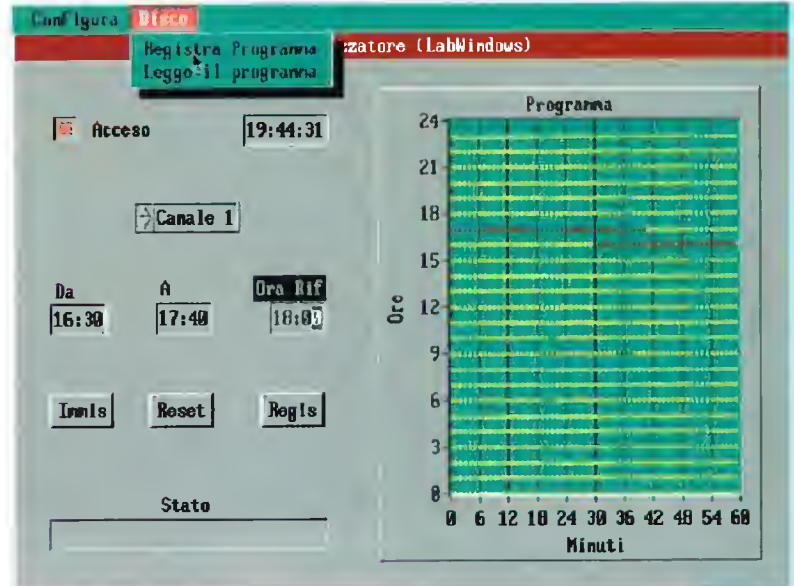 Configura Disco
zzatore (LabWindows)
Registra Programma
Leggo il programma
Acceso
19:44:31
Canale 1
Da
A
Ora Rif
16:30
17:40
18:00
Immis
Reset
Regis
Stato
Programma
24
21
18
15
12
9
6
3
0
Ore
0 6 12 18 24 30 36 42 48 54 60
Minuti